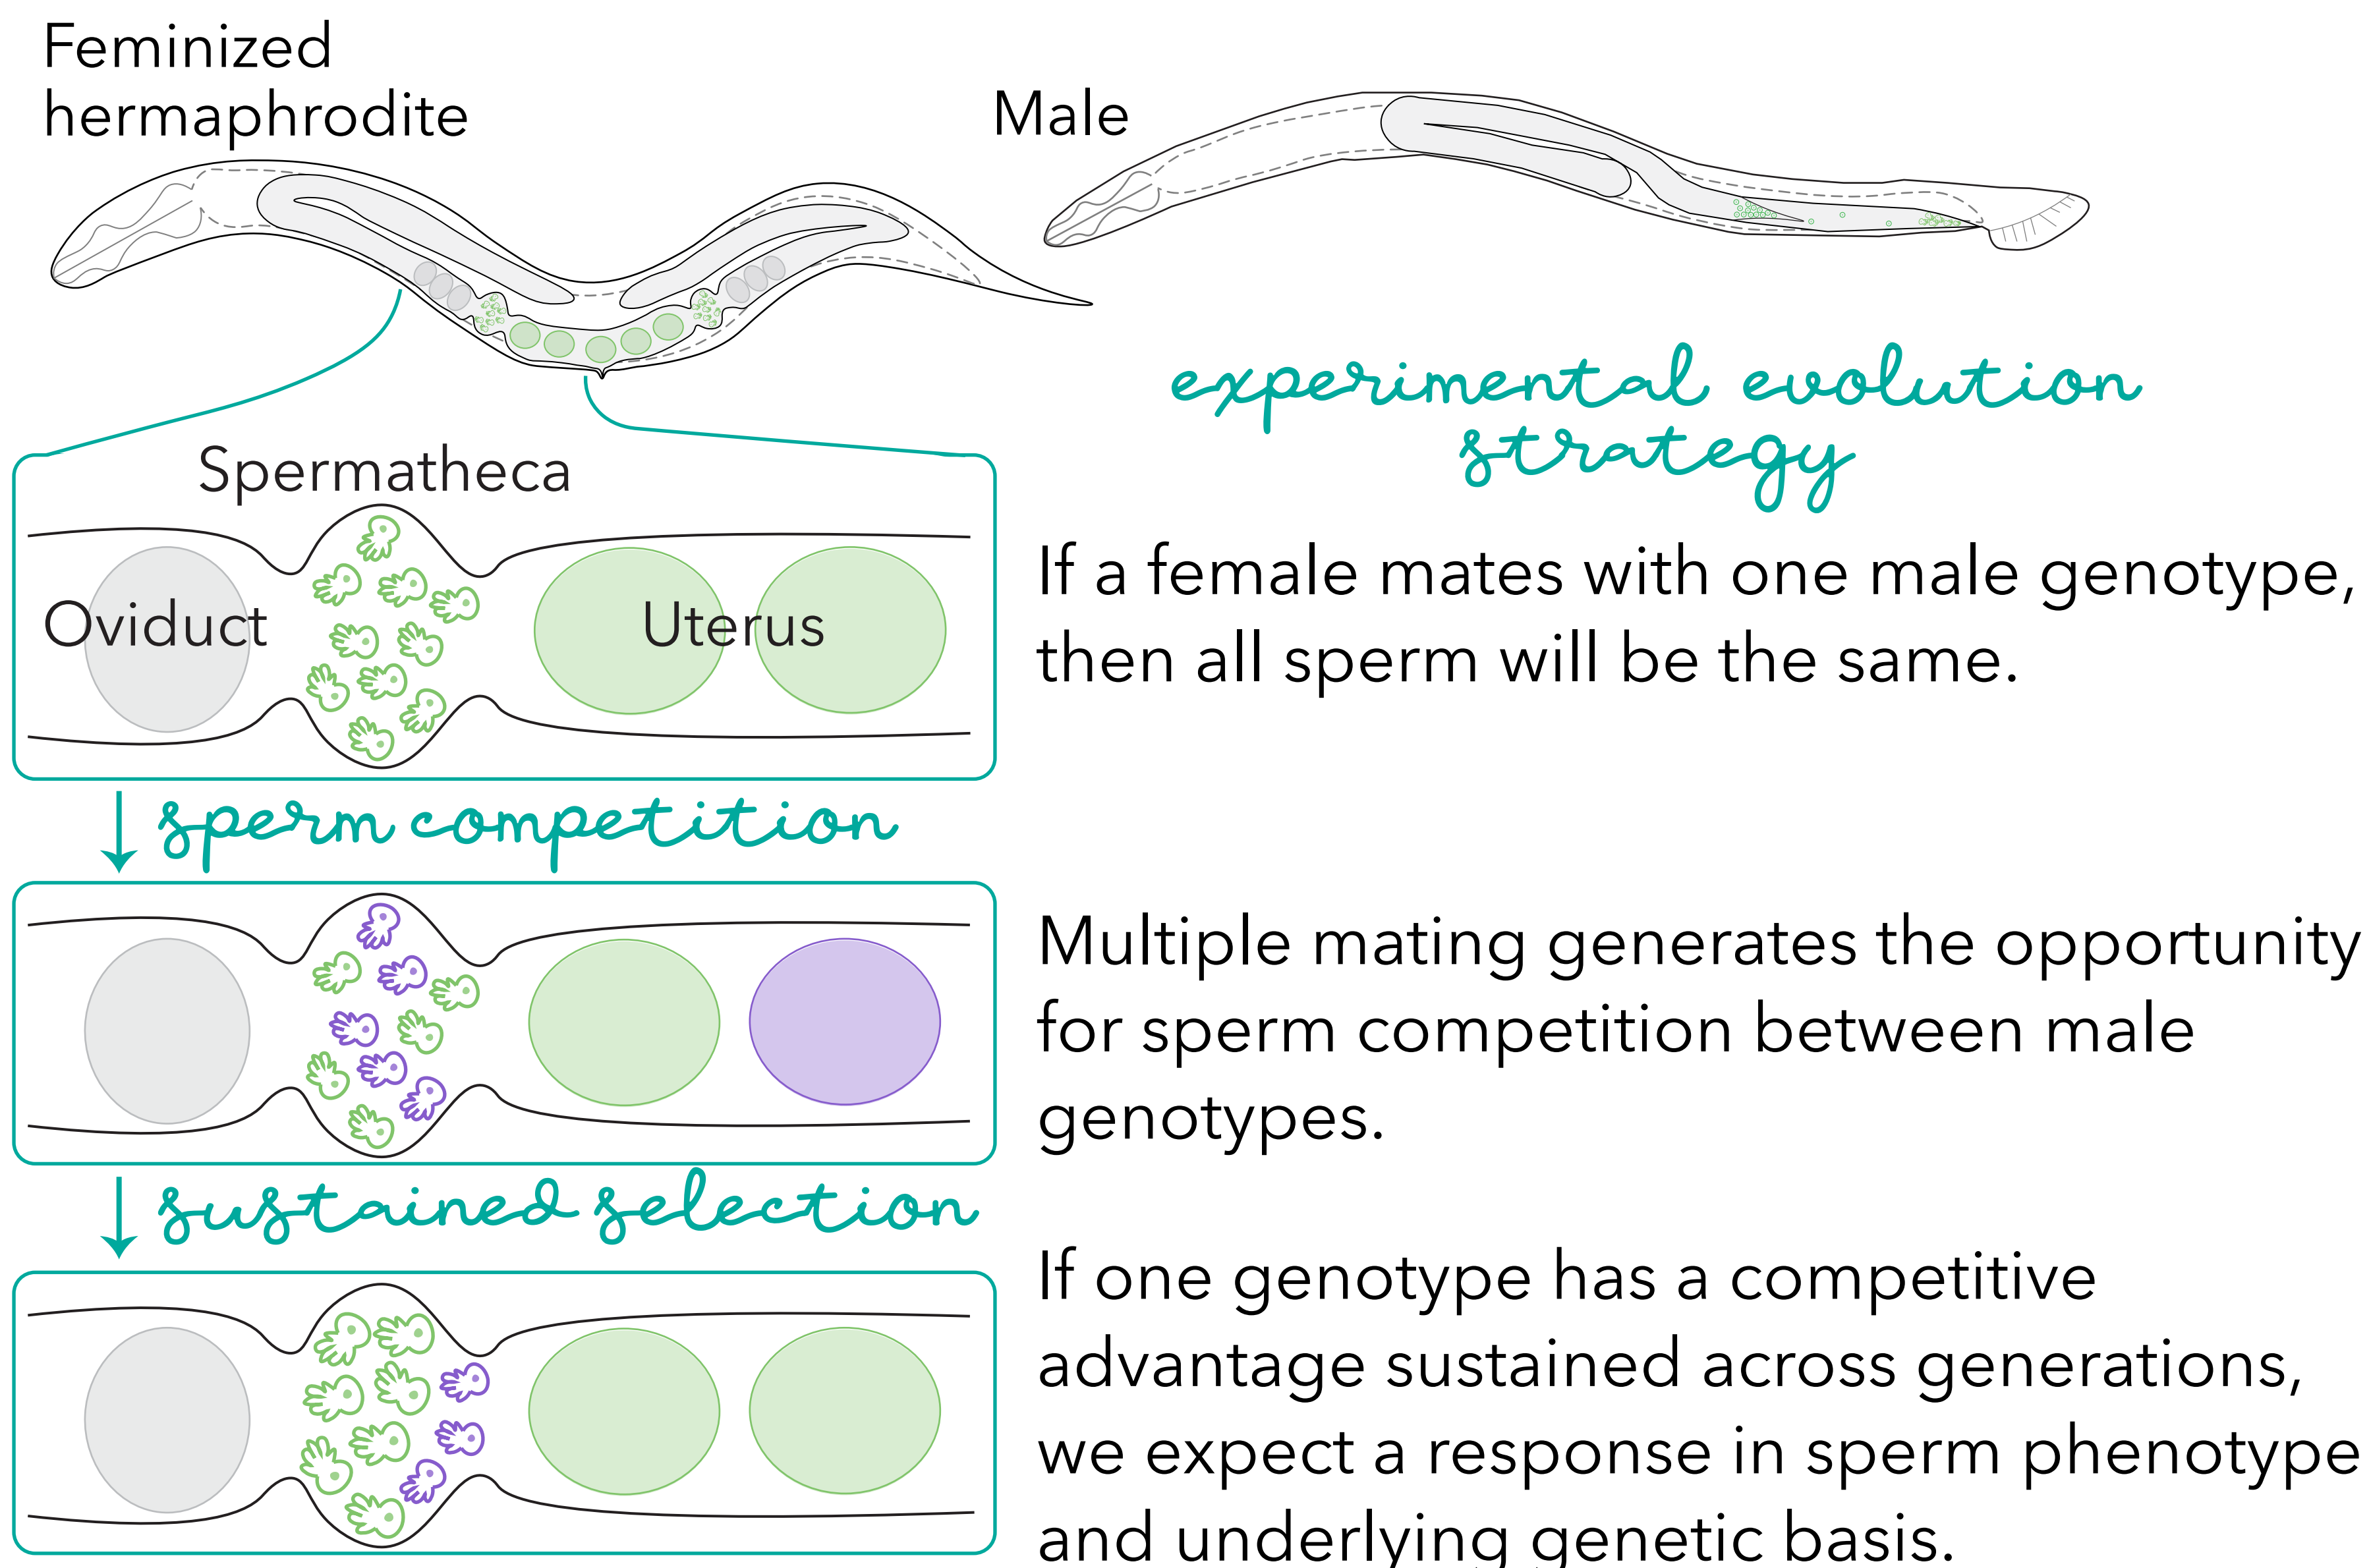 Feminized
hermaphrodite
Male
experimental evolution
strategy
Spermatheca
Oviduct
Uterus
If a female mates with one male genotype,
then all sperm will be the same.
sperm competition
Multiple mating generates the opportunity
for sperm competition between male
genotypes.
sustained selection
If one genotype has a competitive
advantage sustained across generations,
we expect a response in sperm phenotype
and underlying genetic basis.